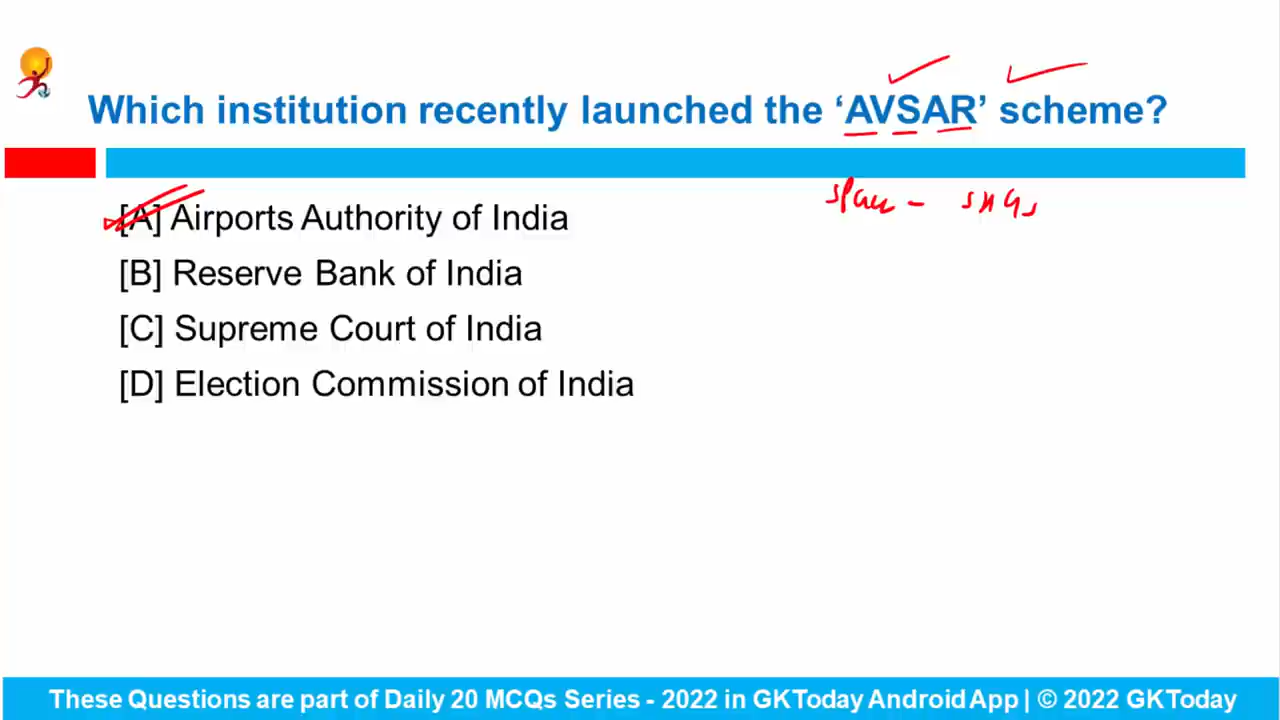 Which institution recently launched the ‘AVSAR’ scheme?
[A] Airports Authority of India
space - SHGs
[B] Reserve Bank of India
[C] Supreme Court of India
[D] Election Commission of India
These Questions are part of Daily 20 MCQs Series - 2022 in GKToday Android App | © 2022 GKToday